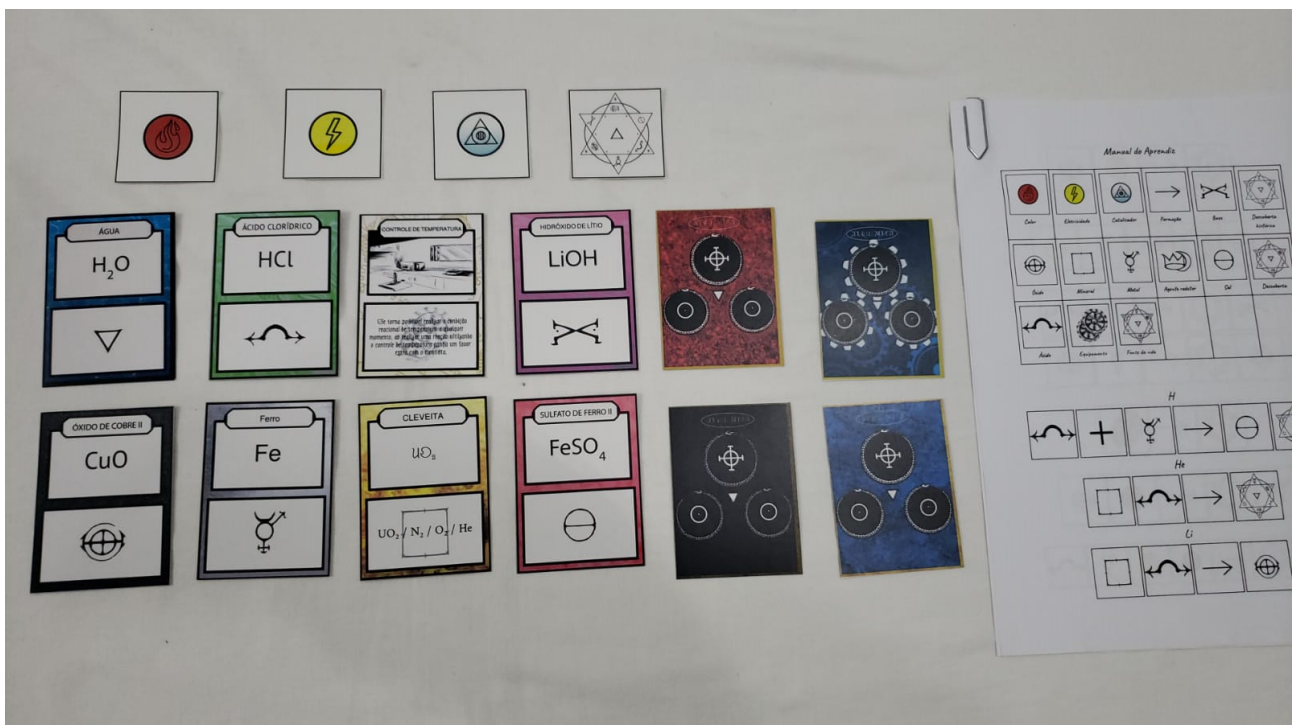 ÁGUA
H₂O
ÁCIDO CLORÍDRICO
HCl
CONTROLE DE TEMPERATURA
HIDRÓXIDO DE LÍTIO
LiOH
ÓXIDO DE COBRE II
CuO
Ferro
Fe
CLEVEITA
UO₂ / N₂ / O₂ / He
SULFATO DE FERRO II
FeSO₄
Manual do Aprendiz
Calor
Eletricidade
Catalisador
Formação
Base
Descoberta
histórica
Óxido
Mineral
Metal
Agente redutor
Sal
Descoberta
Ácido
Equipamento
Fonte da vida
H
+
He
Li